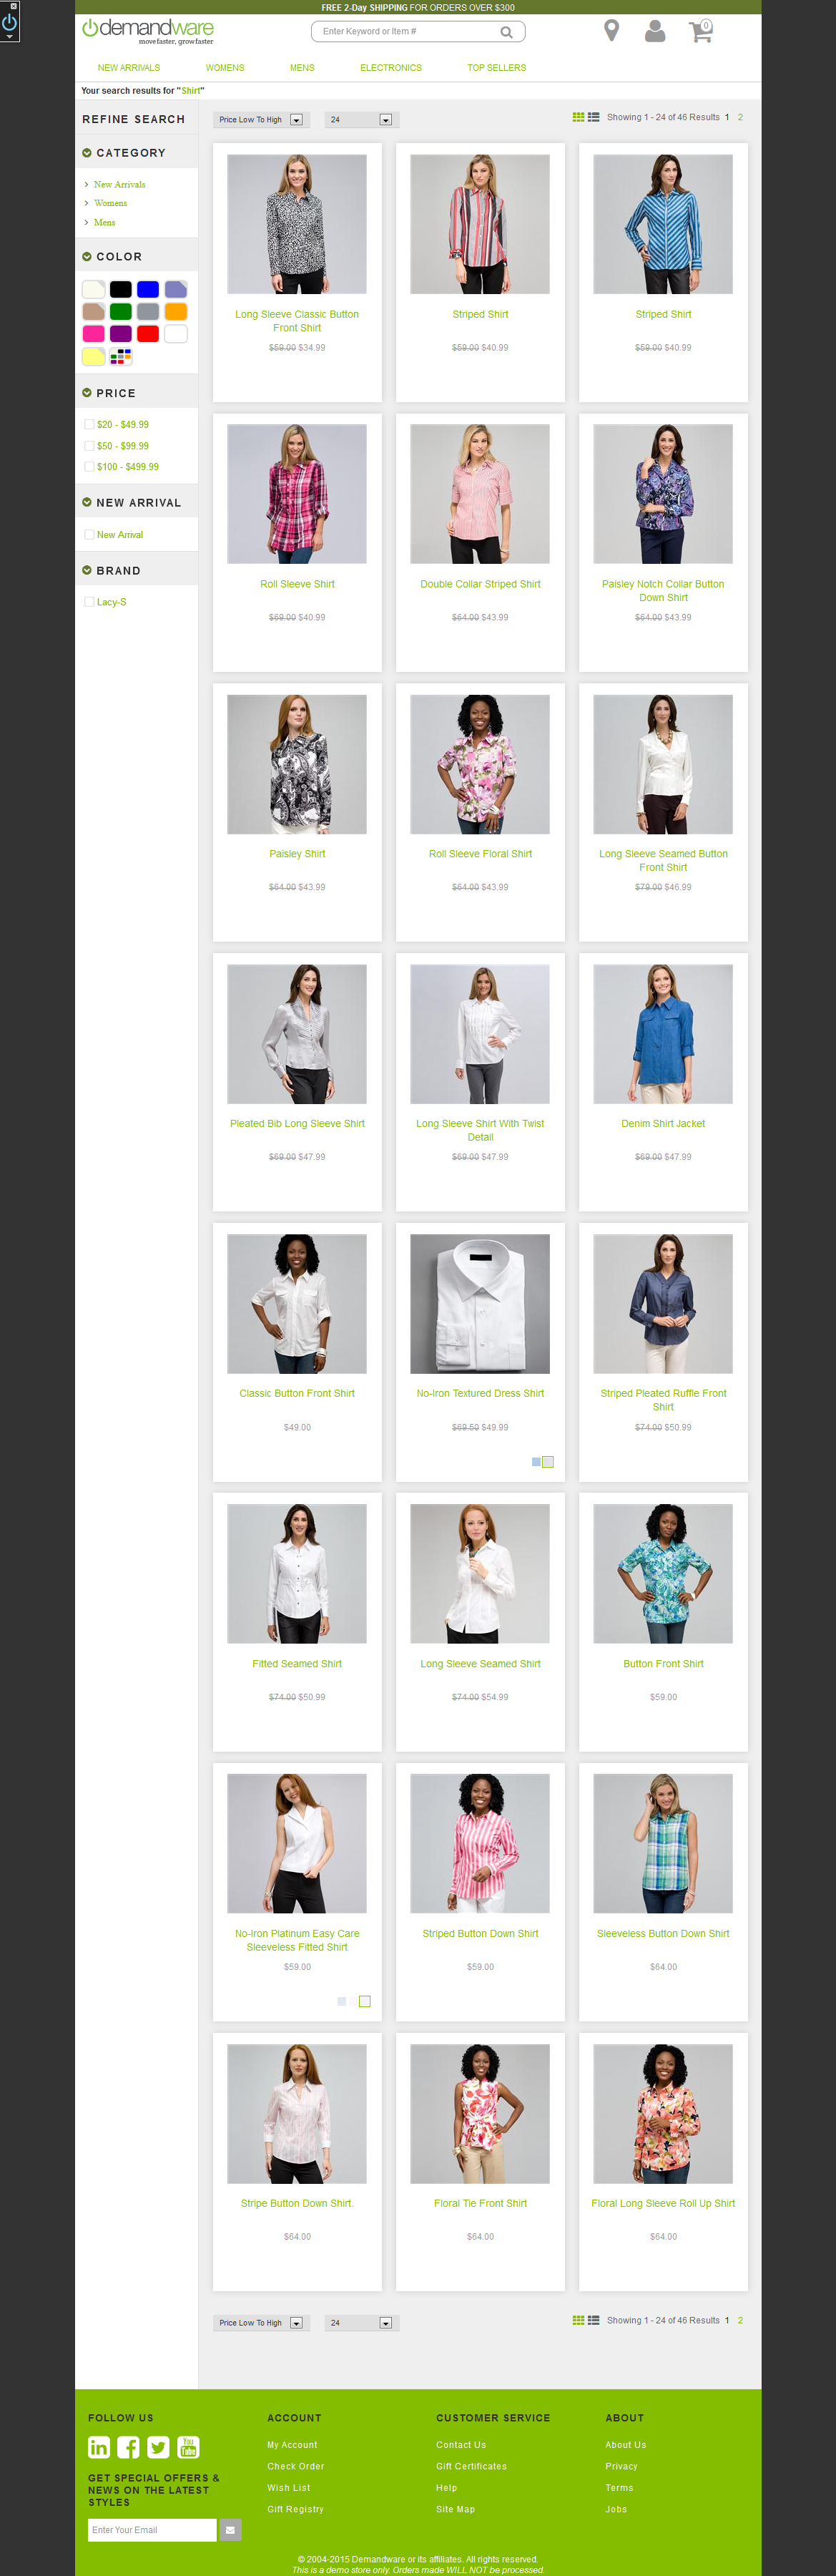 FREE 2-Day SHIPPING FOR ORDERS OVER $300
demandware
move faster, grow faster
Enter Keyword or Item #
0
NEW ARRIVALS WOMENS MENS ELECTRONICS TOP SELLERS
Your search results for "Shirt"
REFINE SEARCH
CATEGORY
New Arrivals
Womens
Mens
COLOR
PRICE
$20 - $49.99
$50 - $99.99
$100 - $499.99
NEW ARRIVAL
New Arrival
BRAND
Lacy-S
Price Low To High 24 Showing 1 - 24 of 46 Results 1 2
Long Sleeve Classic Button
Front Shirt
$59.00 $34.99
Striped Shirt
$59.00 $40.99
Striped Shirt
$59.00 $40.99
Roll Sleeve Shirt
$69.00 $40.99
Double Collar Striped Shirt
$64.00 $43.99
Paisley Notch Collar Button
Down Shirt
$64.00 $43.99
Paisley Shirt
$64.00 $43.99
Roll Sleeve Floral Shirt
$64.00 $43.99
Long Sleeve Seamed Button
Front Shirt
$79.00 $46.99
Pleated Bib Long Sleeve Shirt
$69.00 $47.99
Long Sleeve Shirt With Twist
Detail
$69.00 $47.99
Denim Shirt Jacket
$69.00 $47.99
Classic Button Front Shirt
$49.00
No-Iron Textured Dress Shirt
$69.50 $49.99
Striped Pleated Ruffle Front
Shirt
$74.00 $50.99
Fitted Seamed Shirt
$74.00 $50.99
Long Sleeve Seamed Shirt
$74.00 $54.99
Button Front Shirt
$59.00
No-Iron Platinum Easy Care
Sleeveless Fitted Shirt
$59.00
Striped Button Down Shirt
$59.00
Sleeveless Button Down Shirt
$64.00
Stripe Button Down Shirt.
$64.00
Floral Tie Front Shirt
$64.00
Floral Long Sleeve Roll Up Shirt
$64.00
Price Low To High 24 Showing 1 - 24 of 46 Results 1 2
FOLLOW US
in f You Tube
GET SPECIAL OFFERS &
NEWS ON THE LATEST
STYLES
Enter Your Email
ACCOUNT
My Account
Check Order
Wish List
Gift Registry
CUSTOMER SERVICE
Contact Us
Gift Certificates
Help
Site Map
ABOUT
About Us
Privacy
Terms
Jobs
© 2004-2015 Demandware or its affiliates. All rights reserved.
This is a demo store only. Orders made WILL NOT be processed.